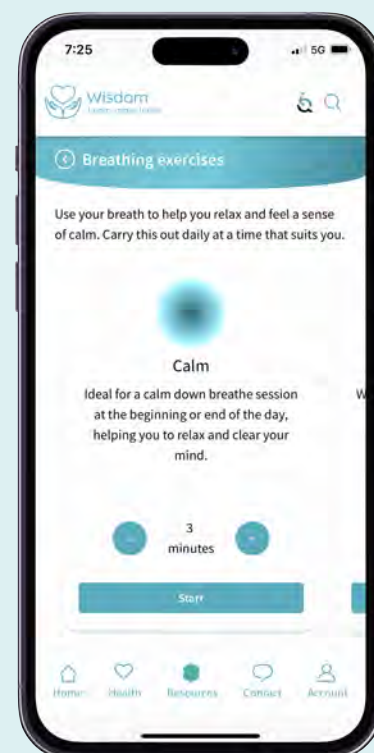 7:25
5G
Wisdom
Breathing exercises
Use your breath to help you relax and feel a sense
of calm. Carry this out daily at a time that suits you.
Calm
Ideal for a calm down breathe session
at the beginning or end of the day,
helping you to relax and clear your
mind.
W
3
minutes
Start
Home Health Resources Contact Account